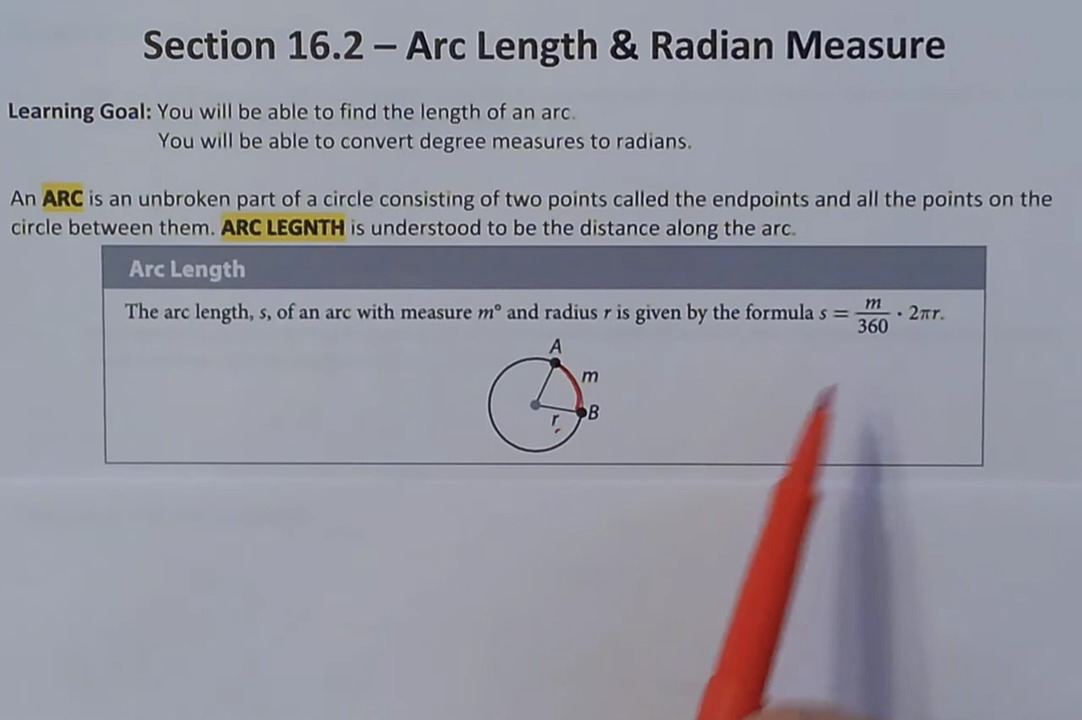 Section 16.2 – Arc Length & Radian Measure
Learning Goal: You will be able to find the length of an arc.
You will be able to convert degree measures to radians.
An ARC is an unbroken part of a circle consisting of two points called the endpoints and all the points on the
circle between them. ARC LEGNTH is understood to be the distance along the arc.
Arc Length
The arc length, s, of an arc with measure m° and radius r is given by the formula s = m/360 · 2πr.
A
m
B
r